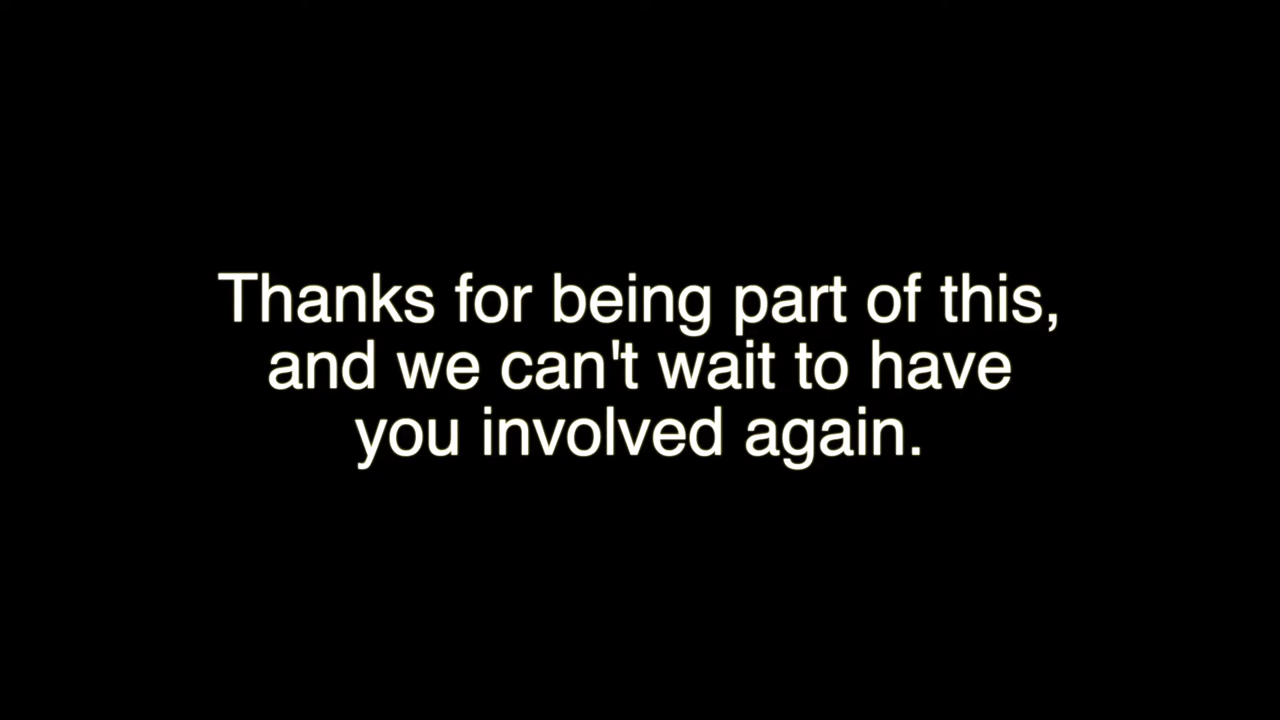 Thanks for being part of this,
and we can't wait to have
you involved again.